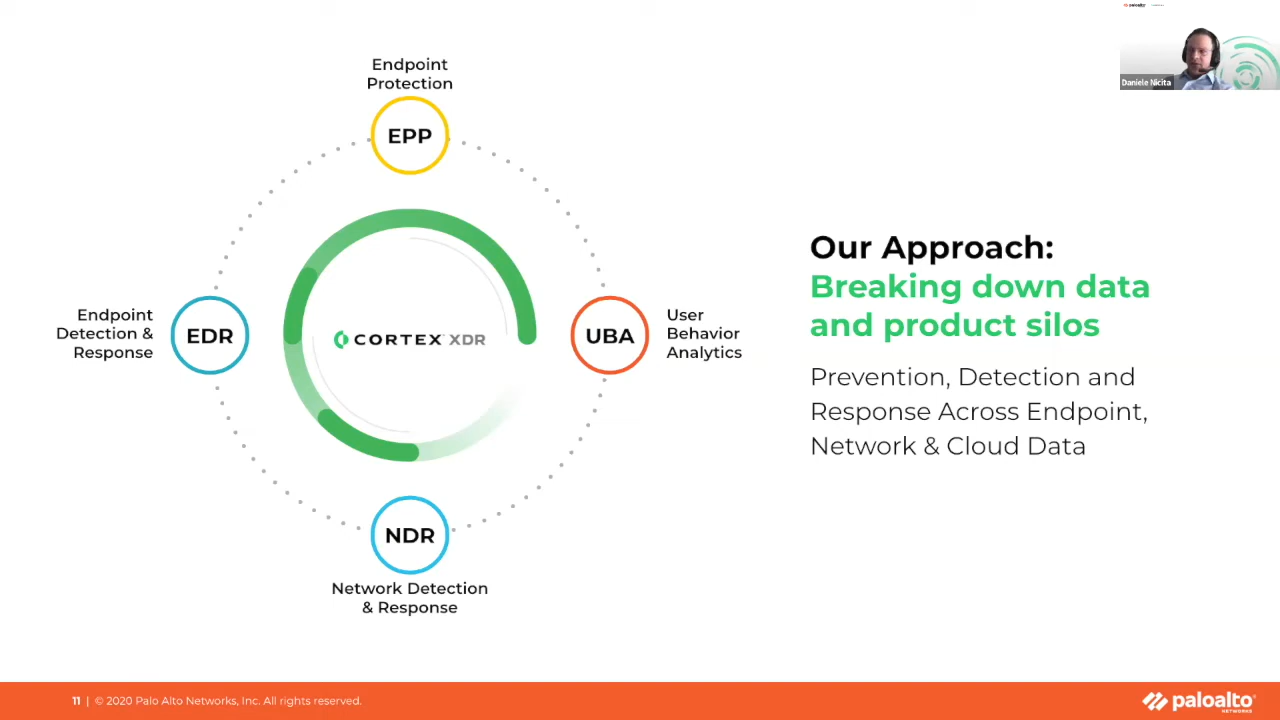 paloalto
Daniele Nicita
Endpoint
Protection
EPP
Endpoint
Detection &
Response
EDR
CORTEX™ XDR
UBA
User
Behavior
Analytics
NDR
Network Detection
& Response
Our Approach:
Breaking down data
and product silos
Prevention, Detection and
Response Across Endpoint,
Network & Cloud Data
11 | © 2020 Palo Alto Networks, Inc. All rights reserved.
paloalto®
NETWORKS